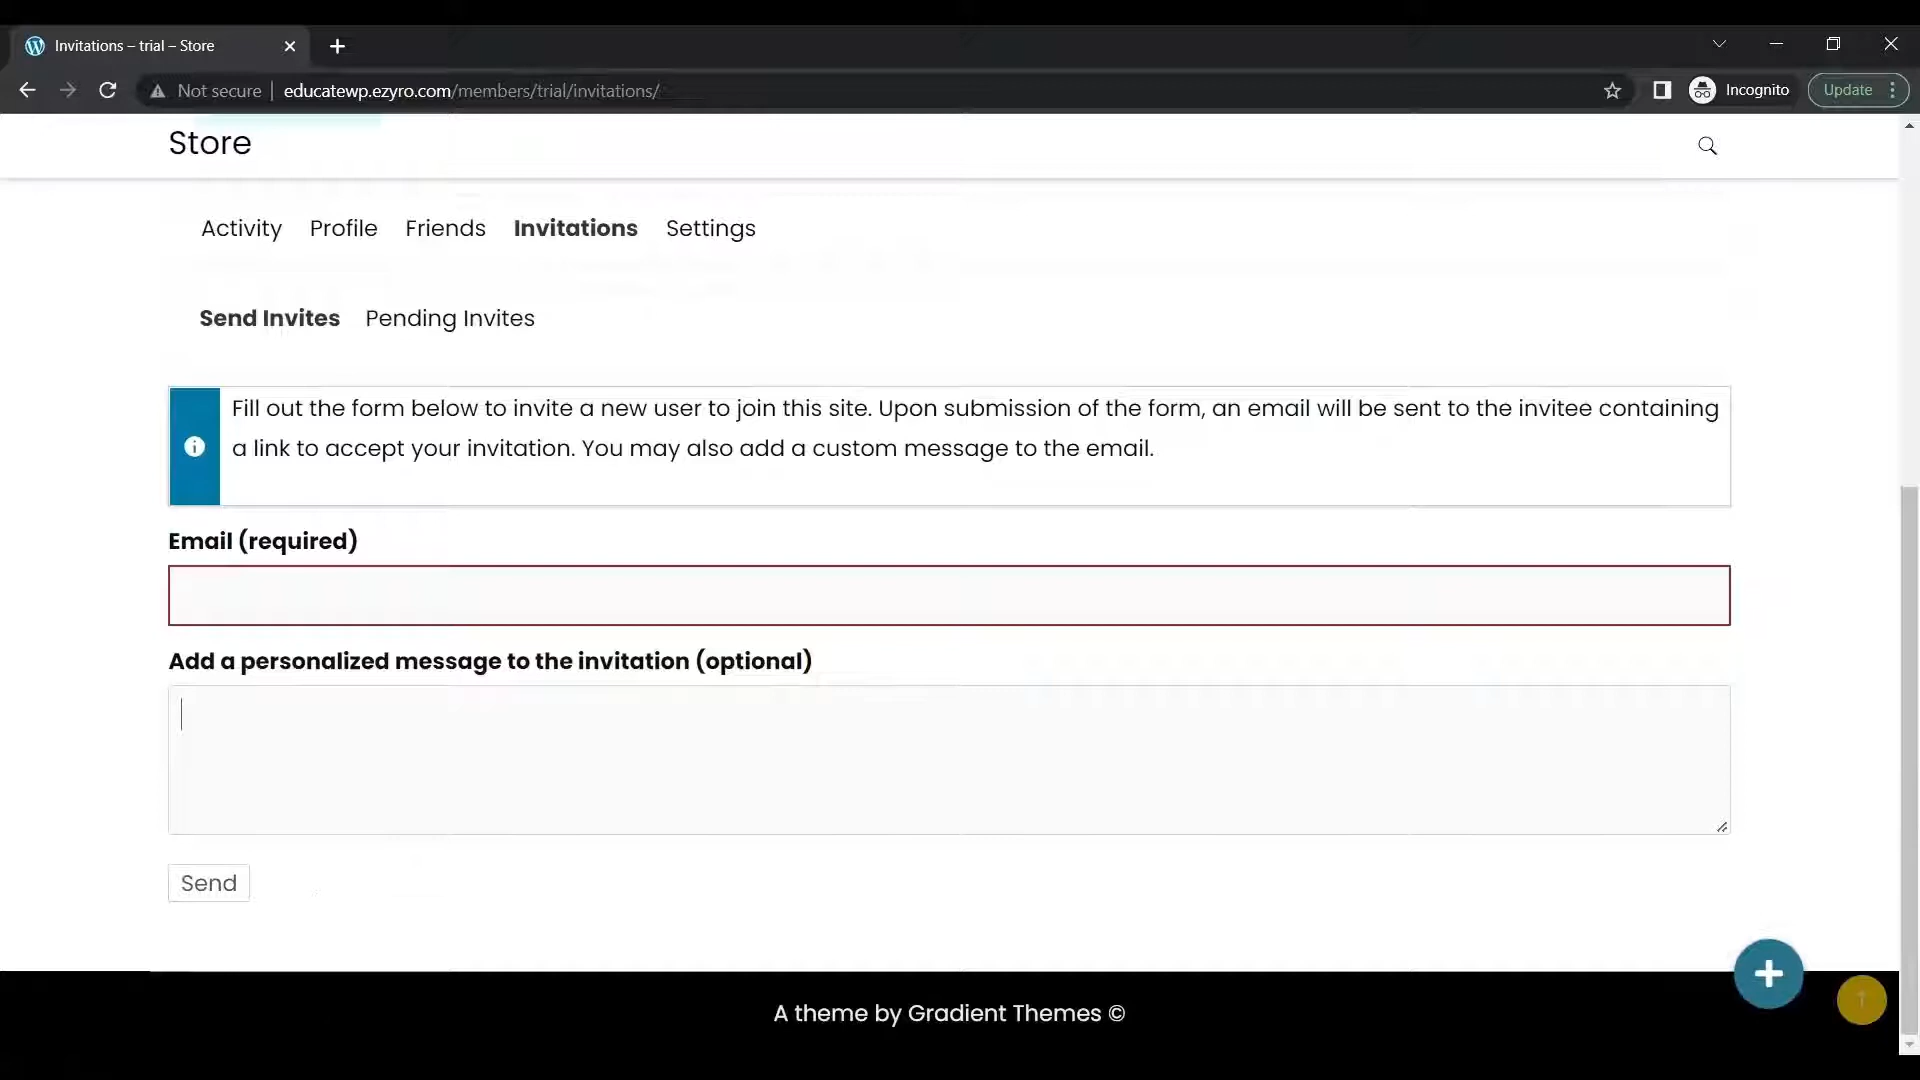 Invitations – trial – Store
Not secure
educatewp.ezyro.com/members/trial/invitations/
Incognito
Update
Store
Activity Profile Friends Invitations Settings
Send Invites Pending Invites
Fill out the form below to invite a new user to join this site. Upon submission of the form, an email will be sent to the invitee containing
a link to accept your invitation. You may also add a custom message to the email.
Email (required)
Add a personalized message to the invitation (optional)
Send
A theme by Gradient Themes ©